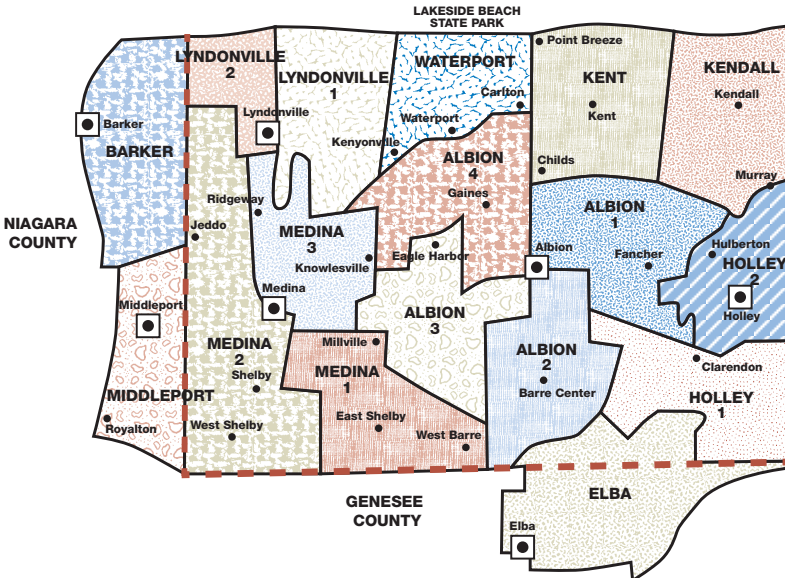 LAKESIDE BEACH
STATE PARK
Point Breeze
LYNDONVILLE
2
LYNDONVILLE
1
WATERPORT
KENT
KENDALL
Carlton
Kendall
Kent
Lyndonville
Barker
Waterport
BARKER
Kenyonville
ALBION
4
Childs
Murray
Gaines
Ridgeway
ALBION
1
NIAGARA
COUNTY
Jeddo
MEDINA
3
Eagle Harbor
Albion
Fancher
Hulberton
HOLLEY
2
Knowlesville
Medina
Middleport
ALBION
3
Holley
Millville
MEDINA
2
ALBION
2
MEDINA
1
Clarendon
Shelby
MIDDLEPORT
Barre Center
HOLLEY
1
Royalton
West Shelby
East Shelby
West Barre
GENESEE
COUNTY
ELBA
Elba